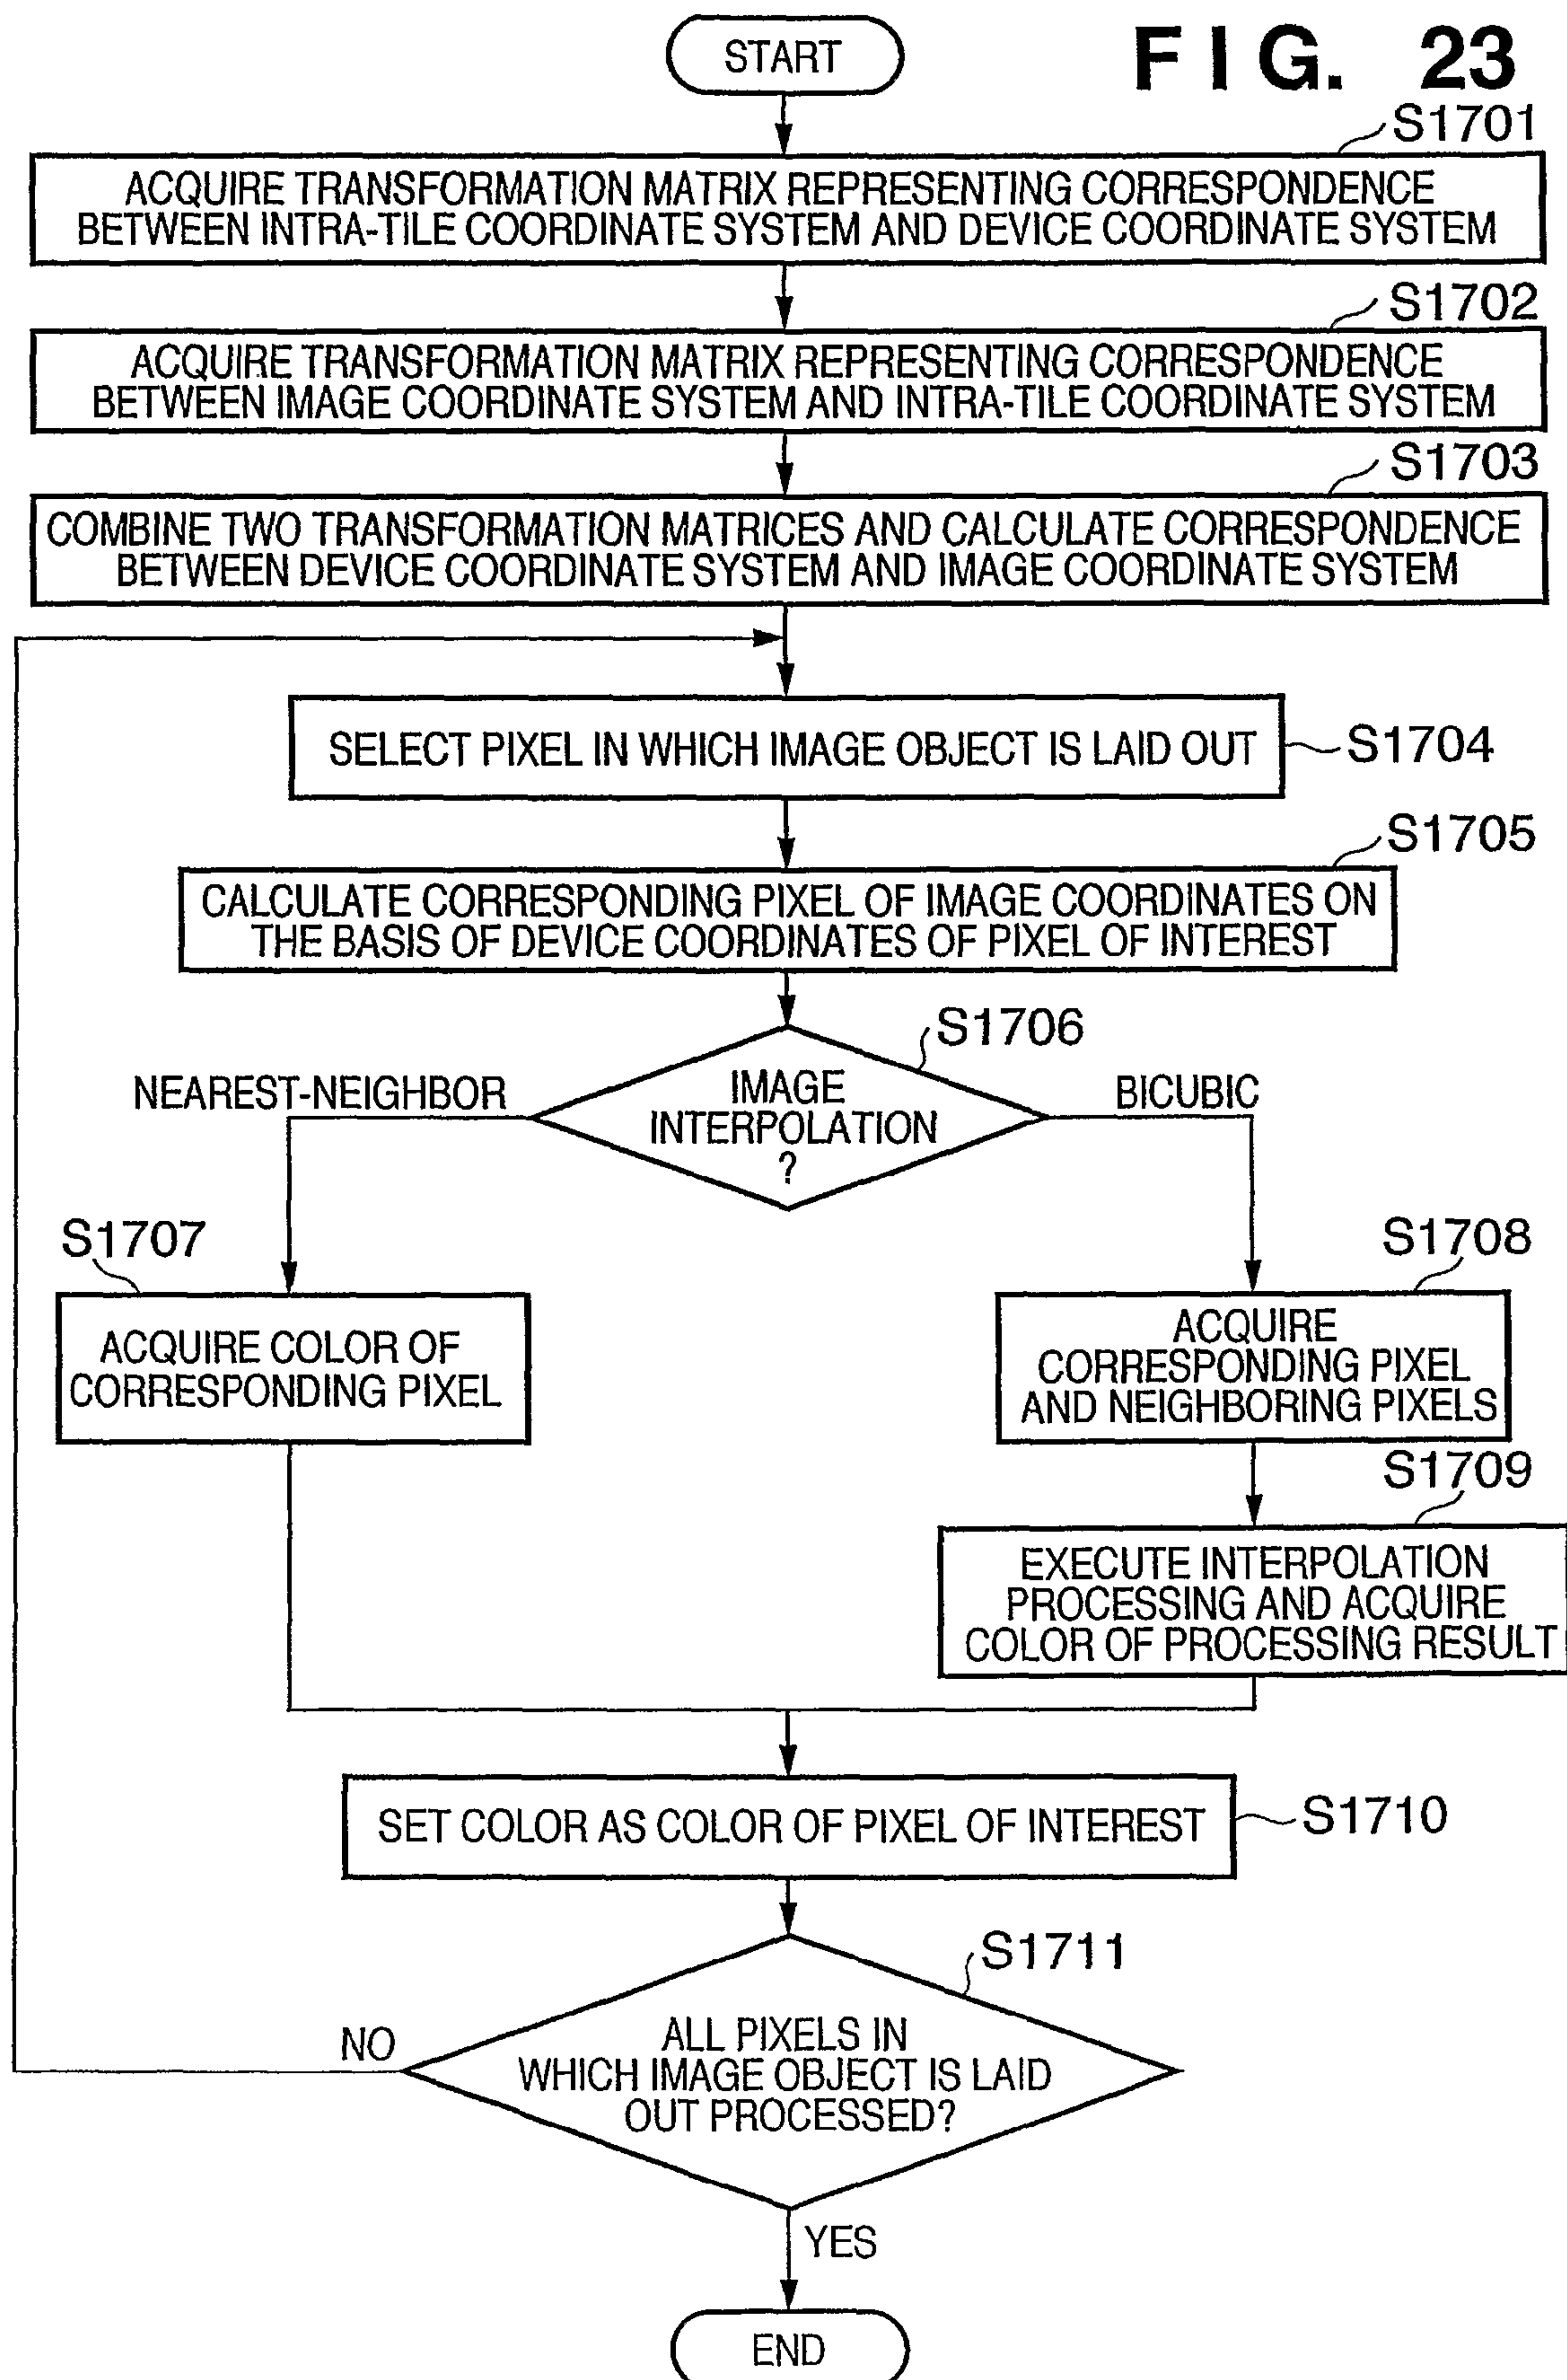 START
FIG. 23
S1701
ACQUIRE TRANSFORMATION MATRIX REPRESENTING CORRESPONDENCE
BETWEEN INTRA-TILE COORDINATE SYSTEM AND DEVICE COORDINATE SYSTEM
S1702
ACQUIRE TRANSFORMATION MATRIX REPRESENTING CORRESPONDENCE
BETWEEN IMAGE COORDINATE SYSTEM AND INTRA-TILE COORDINATE SYSTEM
S1703
COMBINE TWO TRANSFORMATION MATRICES AND CALCULATE CORRESPONDENCE
BETWEEN DEVICE COORDINATE SYSTEM AND IMAGE COORDINATE SYSTEM
SELECT PIXEL IN WHICH IMAGE OBJECT IS LAID OUT
S1704
S1705
CALCULATE CORRESPONDING PIXEL OF IMAGE COORDINATES ON
THE BASIS OF DEVICE COORDINATES OF PIXEL OF INTEREST
S1706
NEAREST-NEIGHBOR
IMAGE
INTERPOLATION
?
BICUBIC
S1707
ACQUIRE COLOR OF
CORRESPONDING PIXEL
S1708
ACQUIRE
CORRESPONDING PIXEL
AND NEIGHBORING PIXELS
S1709
EXECUTE INTERPOLATION
PROCESSING AND ACQUIRE
COLOR OF PROCESSING RESULT
SET COLOR AS COLOR OF PIXEL OF INTEREST
S1710
S1711
NO
ALL PIXELS IN
WHICH IMAGE OBJECT IS LAID
OUT PROCESSED?
YES
END